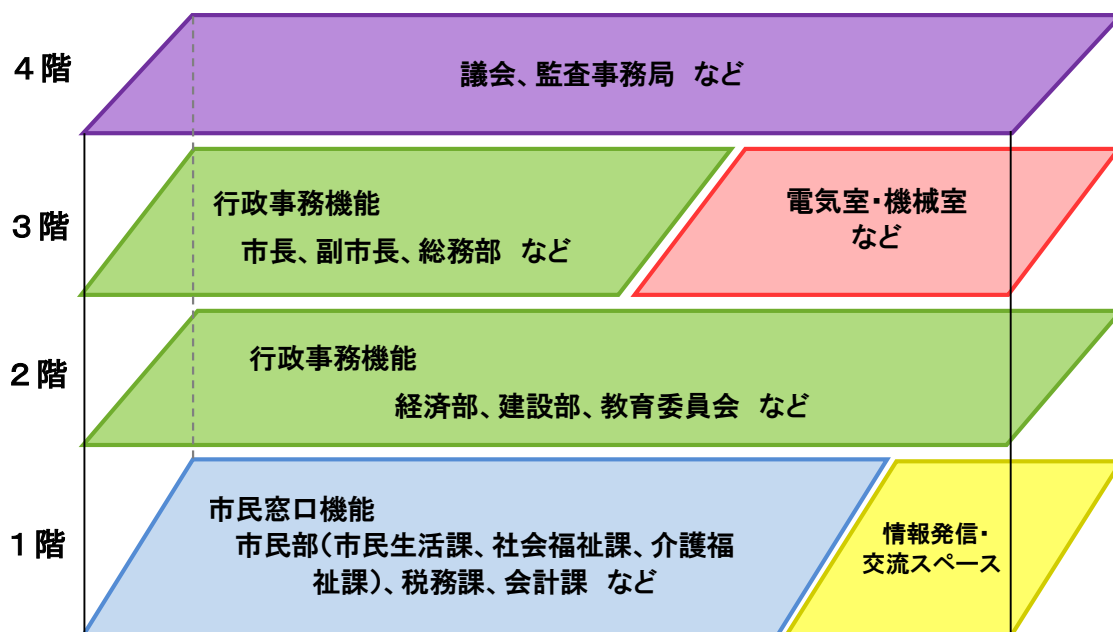 4階
議会、監査事務局　など
3階
行政事務機能
市長、副市長、総務部　など
電気室・機械室
など
2階
行政事務機能
経済部、建設部、教育委員会　など
1階
市民窓口機能
市民部(市民生活課、社会福祉課、介護福
祉課)、税務課、会計課　など
情報発信・
交流スペース